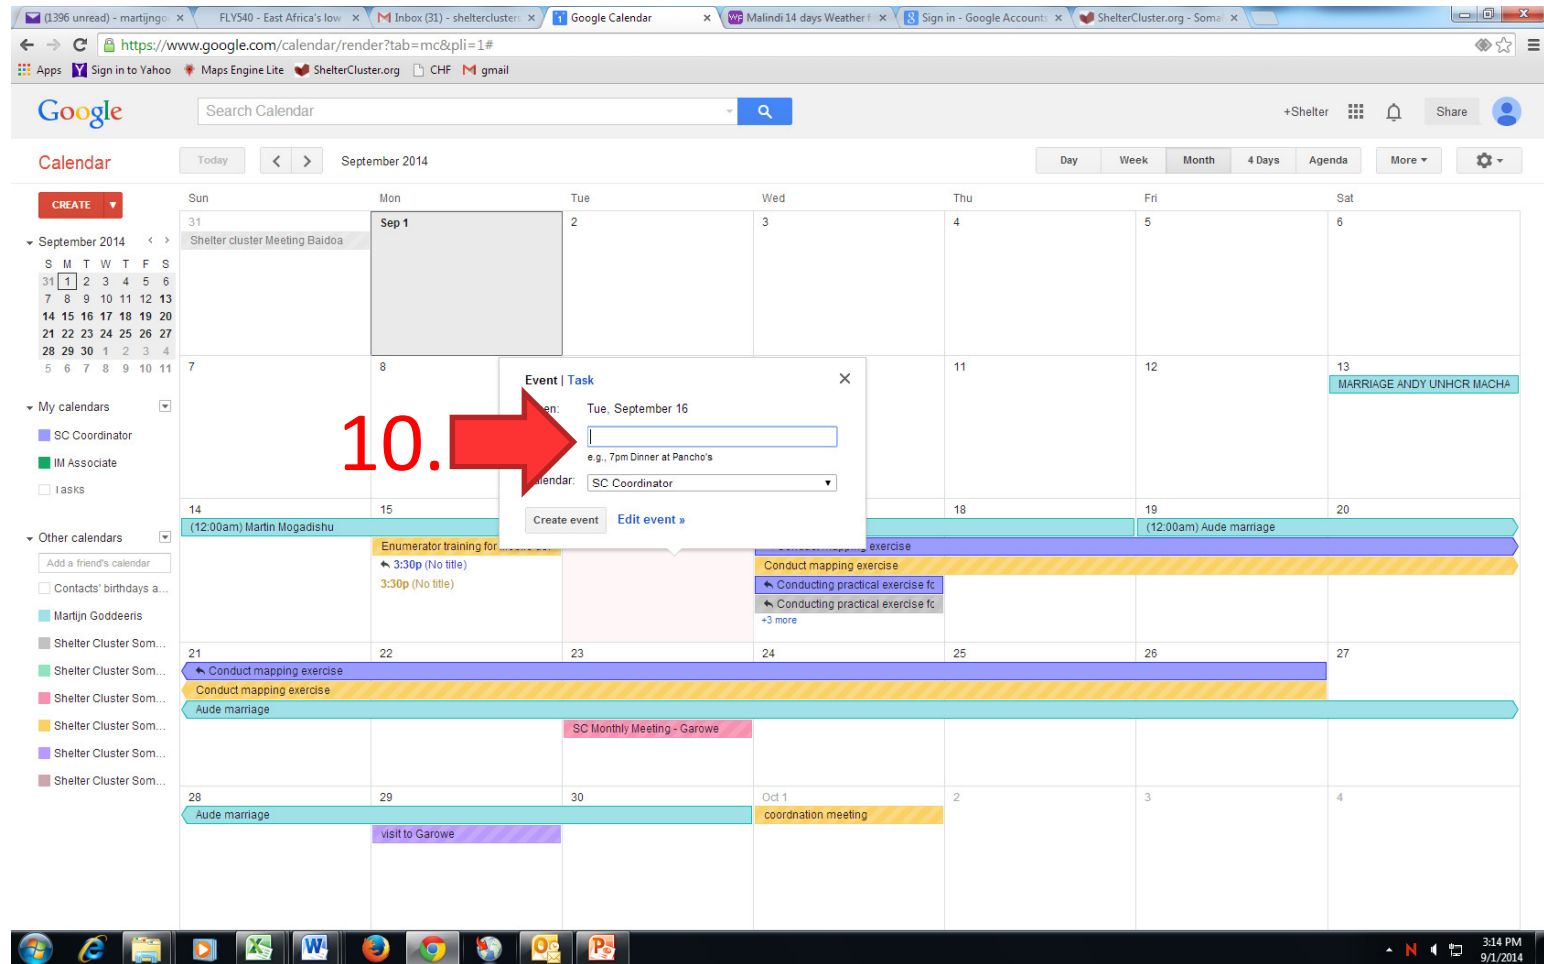 (1396 unread) - martijngo
FLY540 - East Africa's low
Inbox (31) - sheltercluster
Google Calendar
Malindi 14 days Weather f
Sign in - Google Accounts
ShelterCluster.org - Somal
https://www.google.com/calendar/render?tab=mc&pli=1#
Apps Sign in to Yahoo Maps Engine Lite ShelterCluster.org CHF gmail
Google Search Calendar +Shelter Share
Calendar Today September 2014 Day Week Month 4 Days Agenda More
CREATE
Sun Mon Tue Wed Thu Fri Sat
31 Sep 1 2 3 4 5 6
Shelter cluster Meeting Baidoa
September 2014
S M T W T F S
31 1 2 3 4 5 6
7 8 9 10 11 12 13
14 15 16 17 18 19 20
21 22 23 24 25 26 27
28 29 30 1 2 3 4
5 6 7 8 9 10 11
My calendars
SC Coordinator
IM Associate
Tasks
Other calendars
Add a friend's calendar
Contacts' birthdays a...
Martijn Goddeeris
Shelter Cluster Som...
Shelter Cluster Som...
Shelter Cluster Som...
Shelter Cluster Som...
Shelter Cluster Som...
Shelter Cluster Som...
7 8 11 12 13
MARRIAGE ANDY UNHCR MACHA
10.
Event | Task
en: Tue, September 16
e.g., 7pm Dinner at Pancho's
alendar: SC Coordinator
Create event Edit event »
14 15 18 19 20
(12:00am) Martin Mogadishu (12:00am) Aude marriage
Enumerator training for
Conduct mapping exercise
3:30p (No title) Conduct mapping exercise
3:30p (No title) Conducting practical exercise fc
Conducting practical exercise fc
+3 more
21 22 23 24 25 26 27
Conduct mapping exercise
Conduct mapping exercise
Aude marriage
SC Monthly Meeting - Garowe
28 29 30 Oct 1 2 3 4
Aude marriage coordnation meeting
visit to Garowe
3:14 PM
9/1/2014